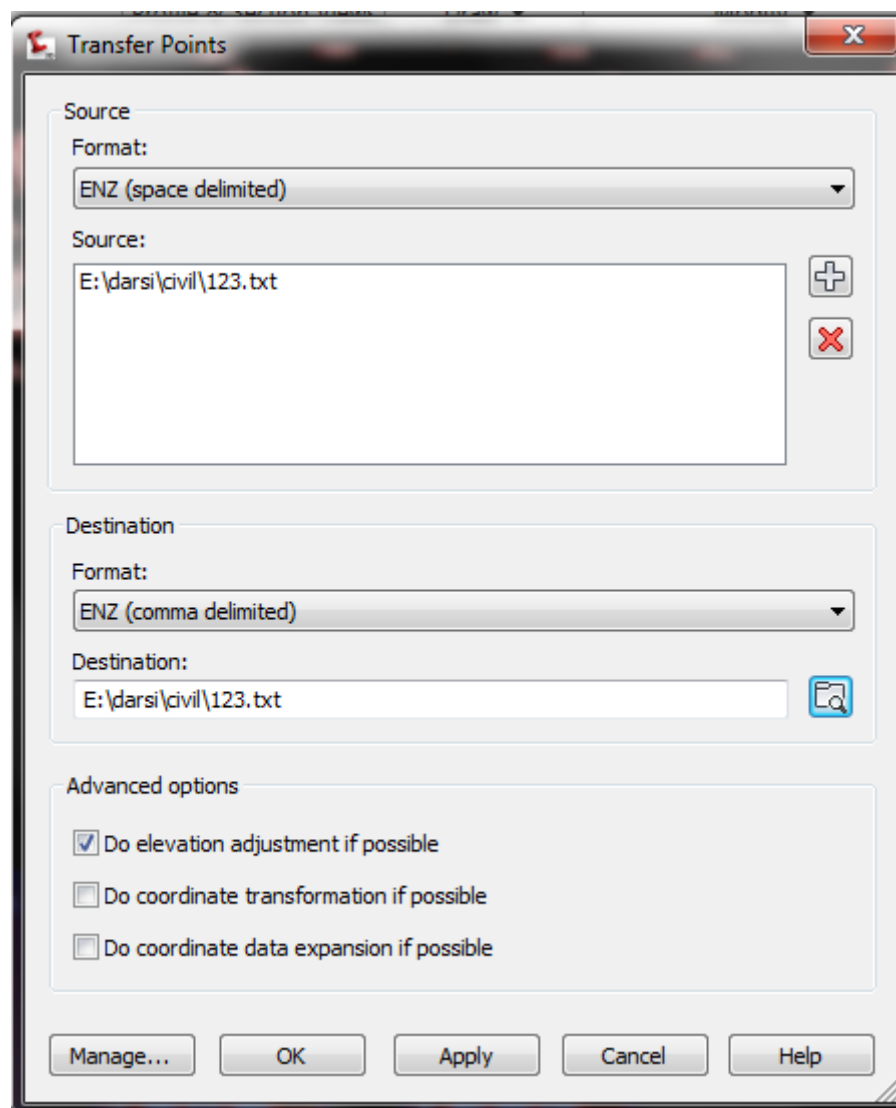 Transfer Points
Source
Format:
ENZ (space delimited)
Source:
E:\darsi\civil\123.txt
Destination
Format:
ENZ (comma delimited)
Destination:
E:\darsi\civil\123.txt
Advanced options
Do elevation adjustment if possible
Do coordinate transformation if possible
Do coordinate data expansion if possible
Manage... OK Apply Cancel Help